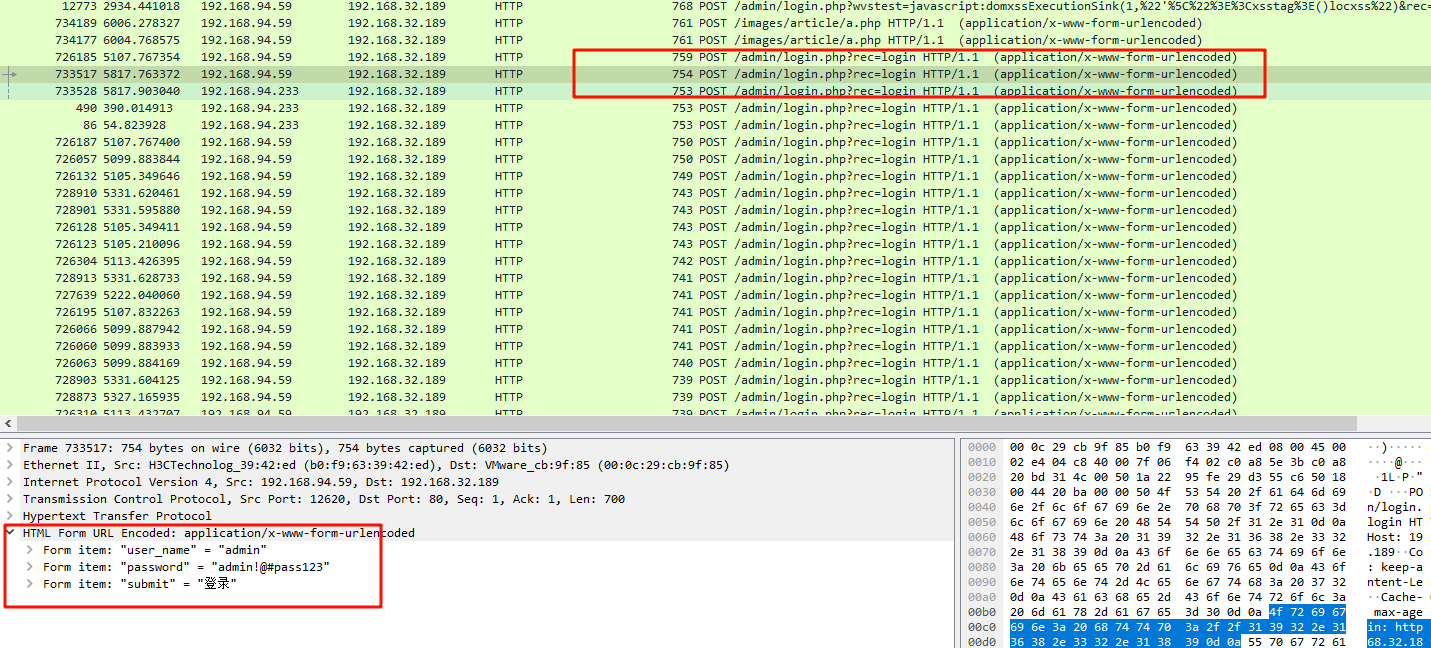 12773 2934.441018 192.168.94.59 192.168.32.189 HTTP 768 POST /admin/login.php?wvstest=javascript:domxssExecutionSink(1,%22'%5C%22%3E%3Cxsstag%3E()locxss%22)&rec=
734189 6006.278327 192.168.94.59 192.168.32.189 HTTP 761 POST /images/article/a.php HTTP/1.1 (application/x-www-form-urlencoded)
734177 6004.768575 192.168.94.59 192.168.32.189 HTTP 761 POST /images/article/a.php HTTP/1.1 (application/x-www-form-urlencoded)
726185 5107.767354 192.168.94.59 192.168.32.189 HTTP 759 POST /admin/login.php?rec=login HTTP/1.1 (application/x-www-form-urlencoded)
733517 5817.763372 192.168.94.59 192.168.32.189 HTTP 754 POST /admin/login.php?rec=login HTTP/1.1 (application/x-www-form-urlencoded)
733528 5817.903040 192.168.94.233 192.168.32.189 HTTP 753 POST /admin/login.php?rec=login HTTP/1.1 (application/x-www-form-urlencoded)
490 390.014913 192.168.94.233 192.168.32.189 HTTP 753 POST /admin/login.php?rec=login HTTP/1.1 (application/x-www-form-urlencoded)
86 54.823928 192.168.94.233 192.168.32.189 HTTP 753 POST /admin/login.php?rec=login HTTP/1.1 (application/x-www-form-urlencoded)
726187 5107.767400 192.168.94.59 192.168.32.189 HTTP 750 POST /admin/login.php?rec=login HTTP/1.1 (application/x-www-form-urlencoded)
726057 5099.883844 192.168.94.59 192.168.32.189 HTTP 750 POST /admin/login.php?rec=login HTTP/1.1 (application/x-www-form-urlencoded)
726132 5105.349646 192.168.94.59 192.168.32.189 HTTP 749 POST /admin/login.php?rec=login HTTP/1.1 (application/x-www-form-urlencoded)
728910 5331.620461 192.168.94.59 192.168.32.189 HTTP 743 POST /admin/login.php?rec=login HTTP/1.1 (application/x-www-form-urlencoded)
728901 5331.595880 192.168.94.59 192.168.32.189 HTTP 743 POST /admin/login.php?rec=login HTTP/1.1 (application/x-www-form-urlencoded)
726128 5105.349411 192.168.94.59 192.168.32.189 HTTP 743 POST /admin/login.php?rec=login HTTP/1.1 (application/x-www-form-urlencoded)
726123 5105.210096 192.168.94.59 192.168.32.189 HTTP 743 POST /admin/login.php?rec=login HTTP/1.1 (application/x-www-form-urlencoded)
726304 5113.426395 192.168.94.59 192.168.32.189 HTTP 742 POST /admin/login.php?rec=login HTTP/1.1 (application/x-www-form-urlencoded)
728913 5331.628733 192.168.94.59 192.168.32.189 HTTP 741 POST /admin/login.php?rec=login HTTP/1.1 (application/x-www-form-urlencoded)
727639 5222.040060 192.168.94.59 192.168.32.189 HTTP 741 POST /admin/login.php?rec=login HTTP/1.1 (application/x-www-form-urlencoded)
726195 5107.832263 192.168.94.59 192.168.32.189 HTTP 741 POST /admin/login.php?rec=login HTTP/1.1 (application/x-www-form-urlencoded)
726066 5099.887942 192.168.94.59 192.168.32.189 HTTP 741 POST /admin/login.php?rec=login HTTP/1.1 (application/x-www-form-urlencoded)
726060 5099.883933 192.168.94.59 192.168.32.189 HTTP 741 POST /admin/login.php?rec=login HTTP/1.1 (application/x-www-form-urlencoded)
726063 5099.884169 192.168.94.59 192.168.32.189 HTTP 740 POST /admin/login.php?rec=login HTTP/1.1 (application/x-www-form-urlencoded)
728903 5331.604125 192.168.94.59 192.168.32.189 HTTP 739 POST /admin/login.php?rec=login HTTP/1.1 (application/x-www-form-urlencoded)
728873 5327.165935 192.168.94.59 192.168.32.189 HTTP 739 POST /admin/login.php?rec=login HTTP/1.1 (application/x-www-form-urlencoded)
726310 5113.432707 192.168.94.59 192.168.32.189 HTTP 739 POST /admin/login.php?rec=login HTTP/1.1 (application/x-www-form-urlencoded)
Frame 733517: 754 bytes on wire (6032 bits), 754 bytes captured (6032 bits)
Ethernet II, Src: H3CTechnolog_39:42:ed (b0:f9:63:39:42:ed), Dst: VMware_cb:9f:85 (00:0c:29:cb:9f:85)
Internet Protocol Version 4, Src: 192.168.94.59, Dst: 192.168.32.189
Transmission Control Protocol, Src Port: 12620, Dst Port: 80, Seq: 1, Ack: 1, Len: 700
Hypertext Transfer Protocol
HTML Form URL Encoded: application/x-www-form-urlencoded
Form item: "user_name" = "admin"
Form item: "password" = "admin!@#pass123"
Form item: "submit" = "登录"
0000 00 0c 29 cb 9f 85 b0 f9 63 39 42 ed 08 00 45 00 ··)·····
0010 02 e4 04 c8 40 00 7f 06 f4 02 c0 a8 5e 3b c0 a8 ····@···
0020 20 bd 31 4c 00 50 1a 22 95 fe 29 d3 55 c6 50 18 ·1L·P·"
0030 00 44 20 ba 00 00 50 4f 53 54 20 2f 61 64 6d 69 ·D ···PO
0040 6e 2f 6c 6f 67 69 6e 2e 70 68 70 3f 72 65 63 3d n/login.
0050 6c 6f 67 69 6e 20 48 54 54 50 2f 31 2e 31 0d 0a login HT
0060 48 6f 73 74 3a 20 31 39 32 2e 31 36 38 2e 33 32 Host: 19
0070 2e 31 38 39 0d 0a 43 6f 6e 6e 65 63 74 69 6f 6e .189··Co
0080 3a 20 6b 65 65 70 2d 61 6c 69 76 65 0d 0a 43 6f : keep-a
0090 6e 74 65 6e 74 2d 4c 65 6e 67 74 68 3a 20 37 32 ntent-Le
00a0 0d 0a 43 61 63 68 65 2d 43 6f 6e 74 72 6f 6c 3a ··Cache-
00b0 20 6d 61 78 2d 61 67 65 3d 30 0d 0a 4f 72 69 67 max-age
00c0 69 6e 3a 20 68 74 74 70 3a 2f 2f 31 39 32 2e 31 in: http
00d0 36 38 2e 33 32 2e 31 38 39 0d 0a 55 70 67 72 61 68.32.18